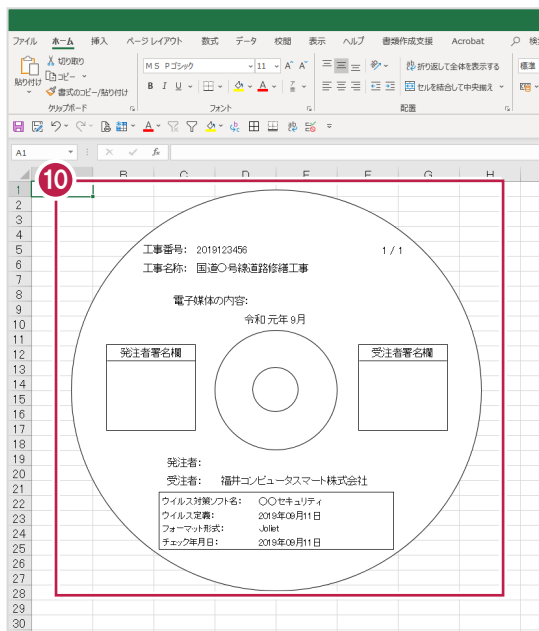 ファイル ホーム 挿入 ページレイアウト 数式 データ 校閲 表示 ヘルプ 書類作成支援 Acrobat 検
切り取り
コピー
書式のコピー/貼り付け
貼り付け
クリップボード
MS Pゴシック 11 A A
B I U A
フォント
折り返して全体を表示する
セルを結合して中央揃え
配置
標準
A1 fx
A B C D E F G H
10
1
2
3
4
5 工事番号: 2019123456 1 / 1
6 工事名称: 国道〇号線道路修繕工事
7
8 電子媒体の内容:
9
10 令和 元年 9月
11
12 発注者署名欄 受注者署名欄
13
14
15
16
17
18
19 発注者:
20 受注者: 福井コンピュータスマート株式会社
21
22 ウイルス対策ソフト名: 〇〇セキュリティ
23 ウイルス定義: 2019年09月11日
24 フォーマット形式: Joliet
25 チェック年月日: 2019年09月11日
26
27
28
29
30